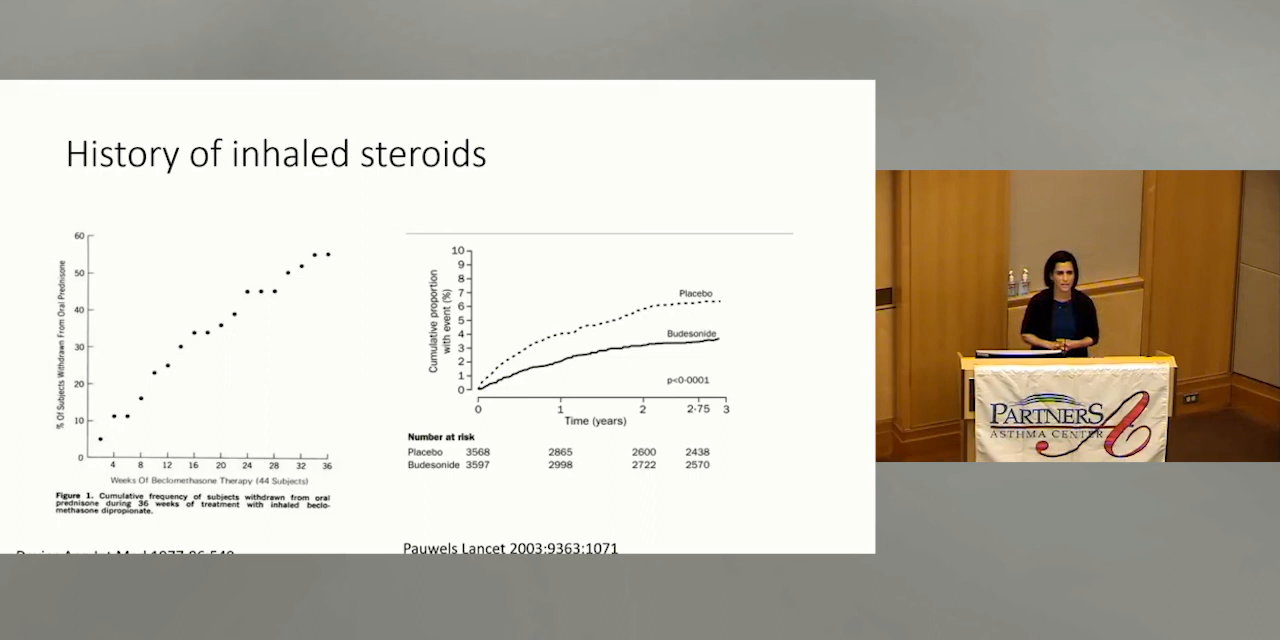 History of inhaled steroids
% Of Subjects Withdrawn From Oral Prednisone
60
50
40
30
20
10
0
4 8 12 16 20 24 28 32 36
Weeks Of Beclomethasone Therapy (44 Subjects)
Figure 1. Cumulative frequency of subjects withdrawn from oral
prednisone during 36 weeks of treatment with inhaled beclo-
methasone dipropionate.
Cumulative proportion
with event (%)
10
9
8
7
6
5
4
3
2
1
0
Placebo
Budesonide
p<0·0001
0 1 2 2·75 3
Time (years)
Number at risk
Placebo 3568 2865 2600 2438
Budesonide 3597 2998 2722 2570
Pauwels Lancet 2003:9363:1071
PARTNERS
ASTHMA CENTER